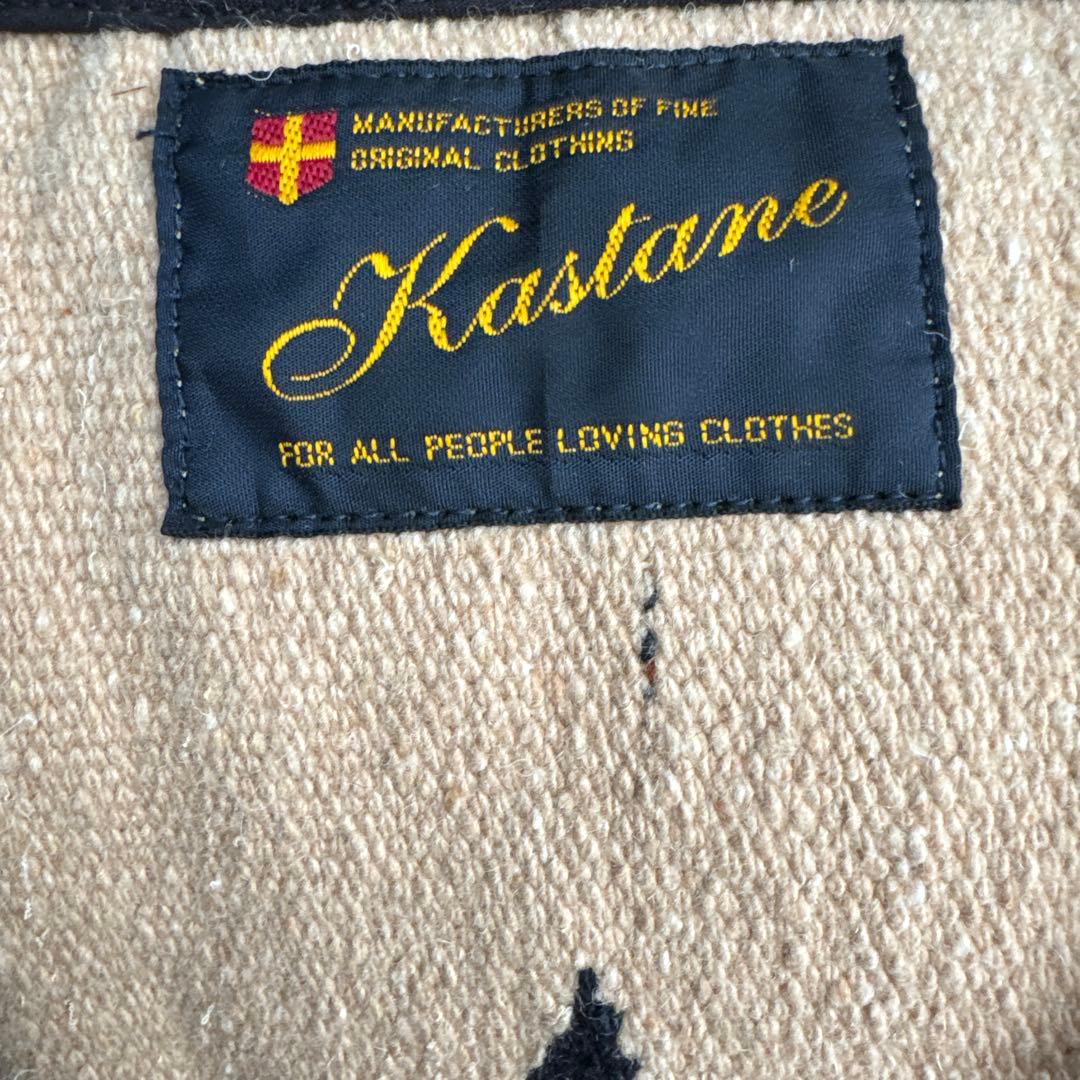 MANUFACTURERS OF FINE
ORIGINAL CLOTHING
Kastane
FOR ALL PEOPLE LOVING CLOTHES